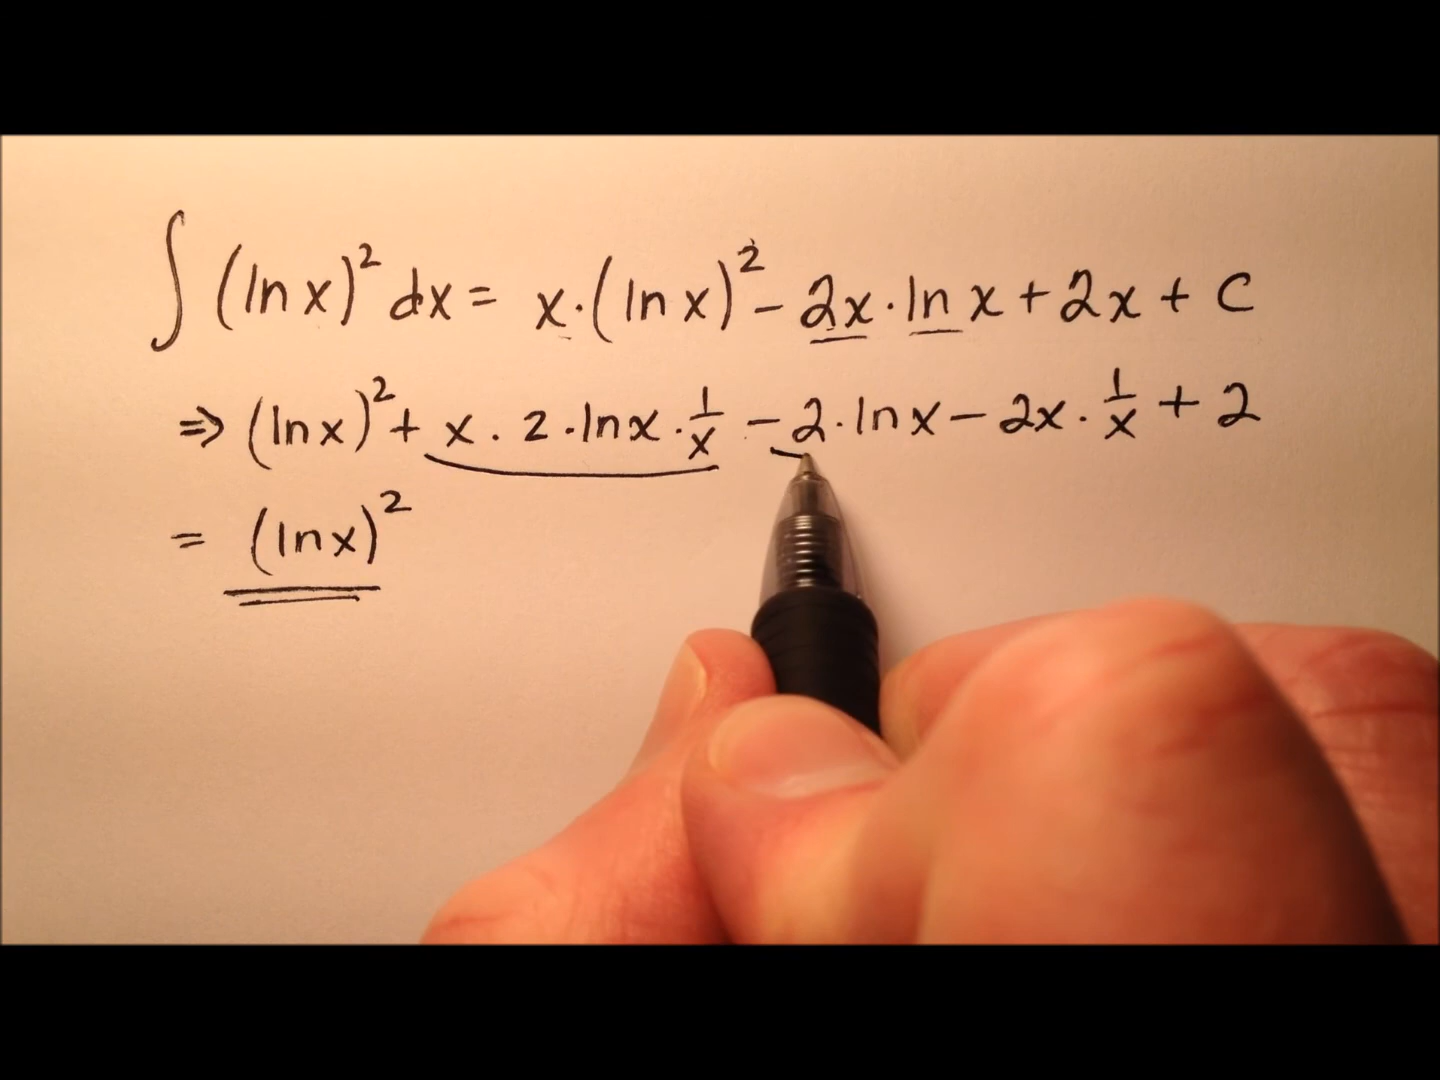 ∫ (ln x)² dx = x · (ln x)² − 2x · ln x + 2x + C
⇒ (ln x)² + x · 2 · ln x · 1/x − 2 · ln x − 2x · 1/x + 2
= (ln x)²